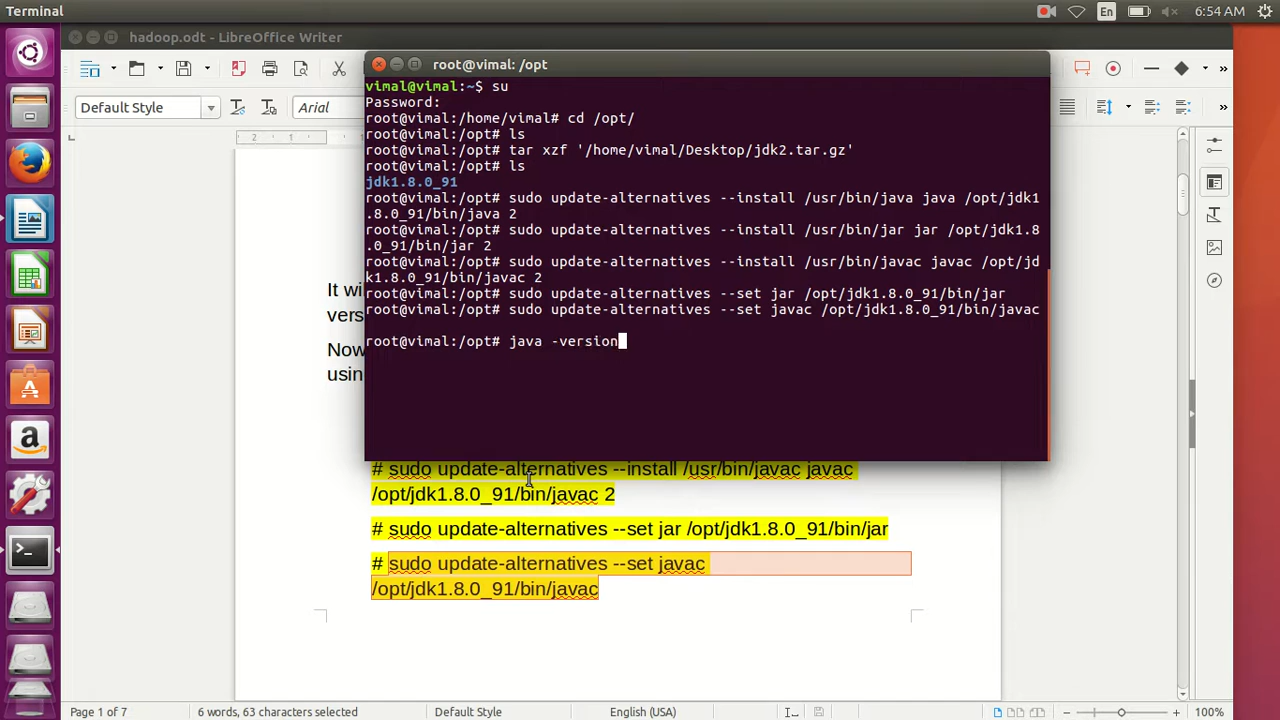 Terminal
En
6:54 AM
hadoop.odt - LibreOffice Writer
Default Style
Arial
root@vimal: /opt
vimal@vimal:~$ su
Password:
root@vimal:/home/vimal# cd /opt/
root@vimal:/opt# ls
root@vimal:/opt# tar xzf '/home/vimal/Desktop/jdk2.tar.gz'
root@vimal:/opt# ls
jdk1.8.0_91
root@vimal:/opt# sudo update-alternatives --install /usr/bin/java java /opt/jdk1
.8.0_91/bin/java 2
root@vimal:/opt# sudo update-alternatives --install /usr/bin/jar jar /opt/jdk1.8
.0_91/bin/jar 2
root@vimal:/opt# sudo update-alternatives --install /usr/bin/javac javac /opt/jd
k1.8.0_91/bin/javac 2
root@vimal:/opt# sudo update-alternatives --set jar /opt/jdk1.8.0_91/bin/jar
root@vimal:/opt# sudo update-alternatives --set javac /opt/jdk1.8.0_91/bin/javac
root@vimal:/opt# java -version
2 1
It wi
vers
Now
using
# sudo update-alternatives --install /usr/bin/javac javac
/opt/jdk1.8.0_91/bin/javac 2
# sudo update-alternatives --set jar /opt/jdk1.8.0_91/bin/jar
# sudo update-alternatives --set javac
/opt/jdk1.8.0_91/bin/javac
Page 1 of 7
6 words, 63 characters selected
Default Style
English (USA)
100%